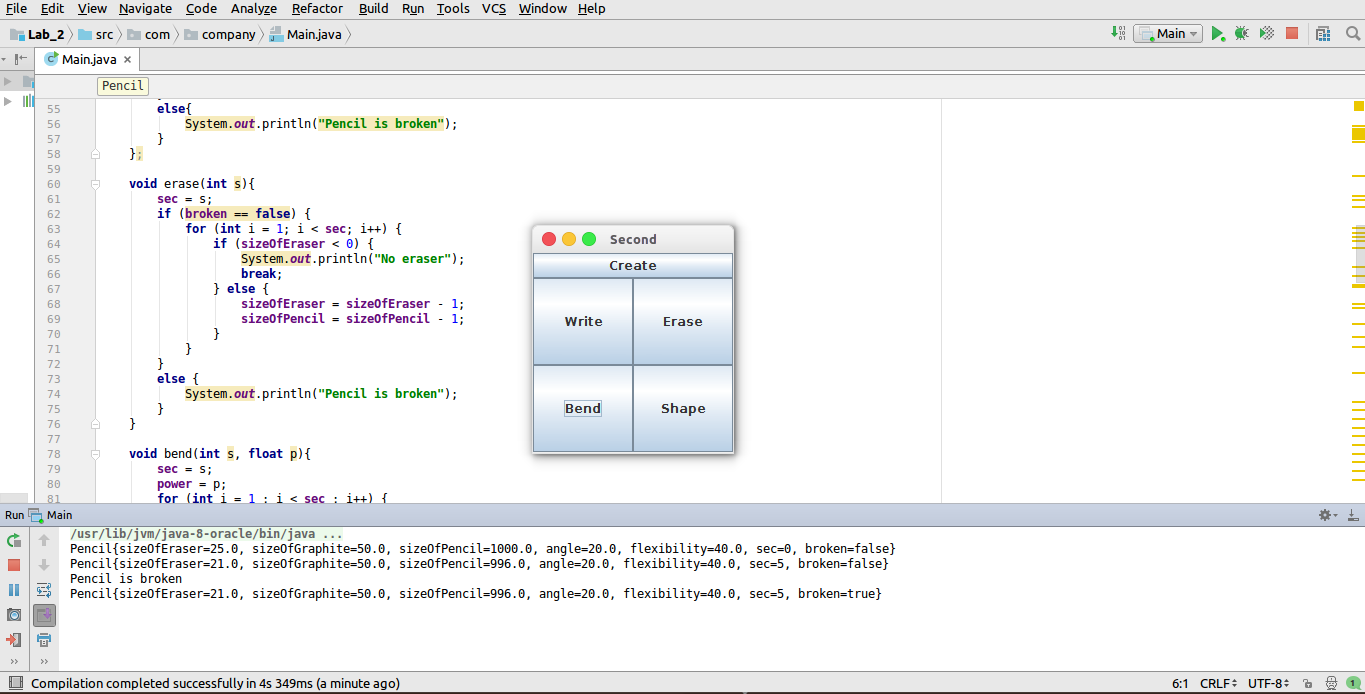 File Edit View Navigate Code Analyze Refactor Build Run Tools VCS Window Help
Lab_2 src com company Main.java
Main
Main.java
Pencil
55 else{
56 System.out.println("Pencil is broken");
57 }
58 };
59
60 void erase(int s){
61 sec = s;
62 if (broken == false) {
63 for (int i = 1; i < sec; i++) {
64 if (sizeOfEraser < 0) {
65 System.out.println("No eraser");
66 break;
67 } else {
68 sizeOfEraser = sizeOfEraser - 1;
69 sizeOfPencil = sizeOfPencil - 1;
70 }
71 }
72 }
73 else {
74 System.out.println("Pencil is broken");
75 }
76 }
77
78 void bend(int s, float p){
79 sec = s;
80 power = p;
81 for (int i = 1 ; i < sec ; i++) {
Second
Create
Write Erase
Bend Shape
Run Main
/usr/lib/jvm/java-8-oracle/bin/java ...
Pencil{sizeOfEraser=25.0, sizeOfGraphite=50.0, sizeOfPencil=1000.0, angle=20.0, flexibility=40.0, sec=0, broken=false}
Pencil{sizeOfEraser=21.0, sizeOfGraphite=50.0, sizeOfPencil=996.0, angle=20.0, flexibility=40.0, sec=5, broken=false}
Pencil is broken
Pencil{sizeOfEraser=21.0, sizeOfGraphite=50.0, sizeOfPencil=996.0, angle=20.0, flexibility=40.0, sec=5, broken=true}
Compilation completed successfully in 4s 349ms (a minute ago) 6:1 CRLF UTF-8 1